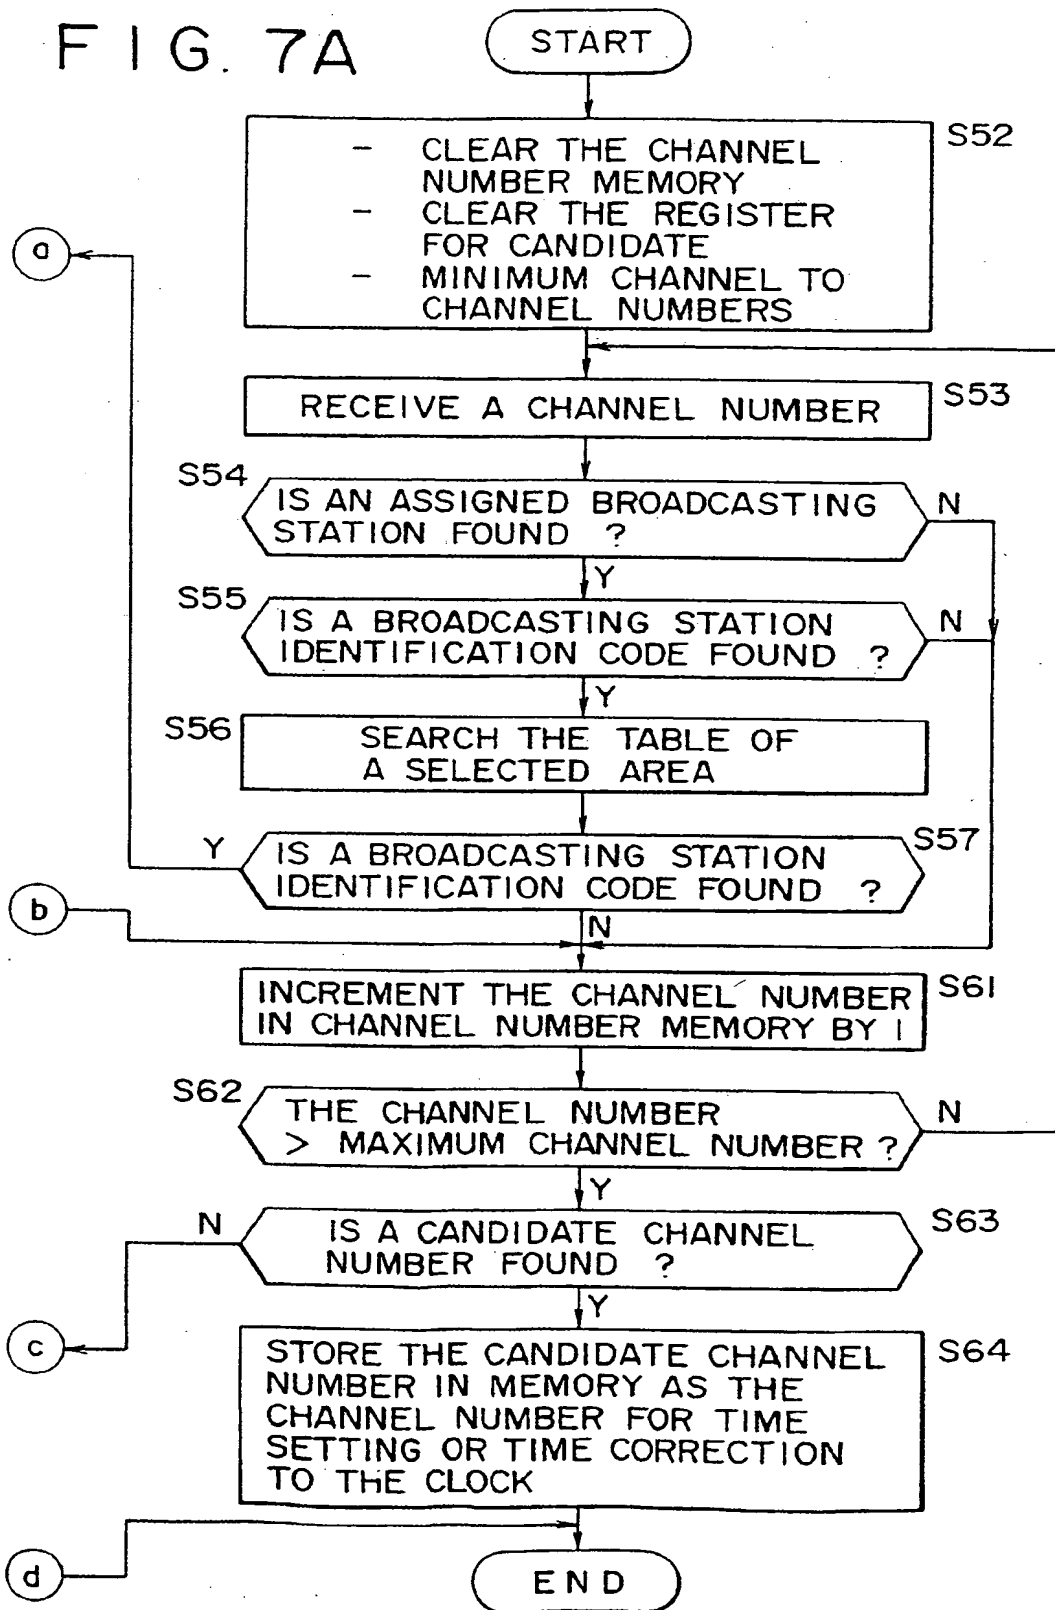 FIG. 7A
START
S52
- CLEAR THE CHANNEL
NUMBER MEMORY
- CLEAR THE REGISTER
FOR CANDIDATE
- MINIMUM CHANNEL TO
CHANNEL NUMBERS
a
RECEIVE A CHANNEL NUMBER
S53
S54
IS AN ASSIGNED BROADCASTING
STATION FOUND ?
N
Y
S55
IS A BROADCASTING STATION
IDENTIFICATION CODE FOUND ?
N
Y
S56
SEARCH THE TABLE OF
A SELECTED AREA
S57
Y
IS A BROADCASTING STATION
IDENTIFICATION CODE FOUND ?
b
N
INCREMENT THE CHANNEL NUMBER
IN CHANNEL NUMBER MEMORY BY 1
S61
S62
THE CHANNEL NUMBER
> MAXIMUM CHANNEL NUMBER ?
N
Y
N
IS A CANDIDATE CHANNEL
NUMBER FOUND ?
S63
Y
c
STORE THE CANDIDATE CHANNEL
NUMBER IN MEMORY AS THE
CHANNEL NUMBER FOR TIME
SETTING OR TIME CORRECTION
TO THE CLOCK
S64
d
END